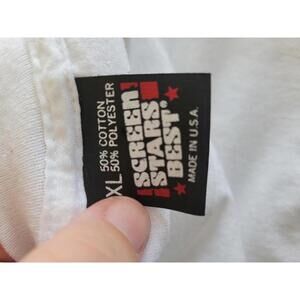 SCREEN
STARS
BEST®
MADE IN U.S.A.
XL
50% COTTON
50% POLYESTER